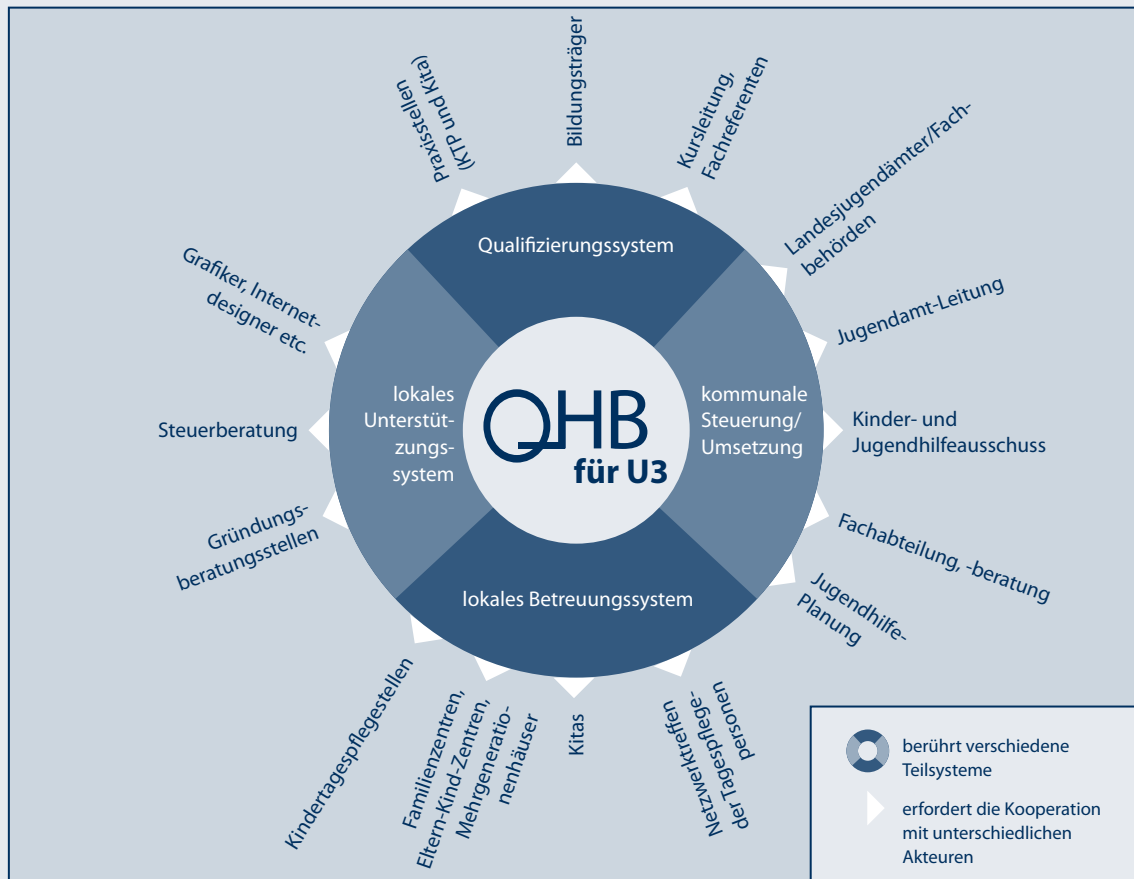 Praxisstellen
(KTP und Kita)
Bildungsträger
Kursleitung,
Fachreferenten
Landesjugendämter/Fach-
behörden
Jugendamt-Leitung
Kinder- und
Jugendhilfeausschuss
Fachabteilung, -beratung
Jugendhilfe-
Planung
Netzwerktreffen
der Tagespflege-
personen
Kitas
Familienzentren,
Eltern-Kind-Zentren,
Mehrgeneratio-
nenhäuser
Kindertagespflegestellen
Gründungs-
beratungsstellen
Steuerberatung
Grafiker, Internet-
designer etc.
Qualifizierungssystem
kommunale
Steuerung/
Umsetzung
lokales Betreuungssystem
lokales
Unterstüt-
zungs-
system
QHB
für U3
berührt verschiedene
Teilsysteme
erfordert die Kooperation
mit unterschiedlichen
Akteuren